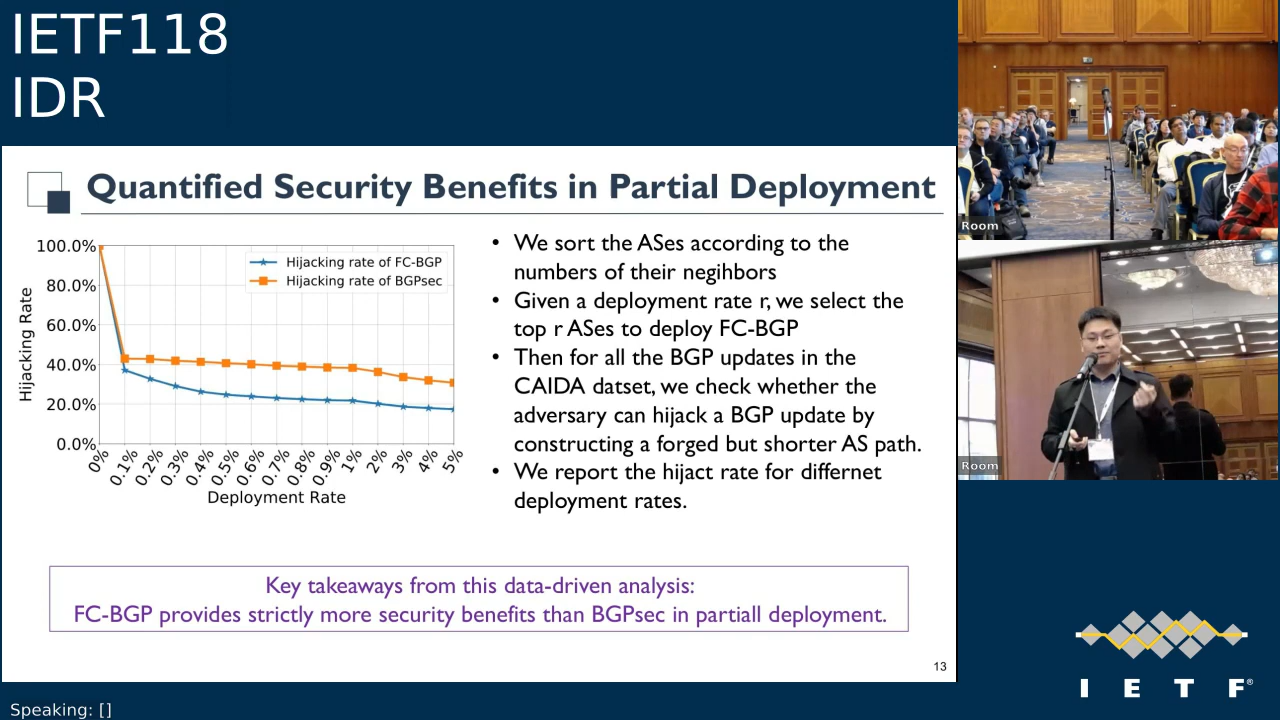 IETF118
IDR
Quantified Security Benefits in Partial Deployment
100.0%
80.0%
60.0%
40.0%
20.0%
0.0%
Hijacking Rate
Hijacking rate of FC-BGP
Hijacking rate of BGPsec
0% 0.1% 0.2% 0.3% 0.4% 0.5% 0.6% 0.7% 0.8% 0.9% 1% 2% 3% 4% 5%
Deployment Rate
• We sort the ASes according to the
numbers of their negihbors
• Given a deployment rate r, we select the
top r ASes to deploy FC-BGP
• Then for all the BGP updates in the
CAIDA datset, we check whether the
adversary can hijack a BGP update by
constructing a forged but shorter AS path.
• We report the hijact rate for differnet
deployment rates.
Key takeaways from this data-driven analysis:
FC-BGP provides strictly more security benefits than BGPsec in partiall deployment.
13
Room
Room
I E T F®
Speaking: []